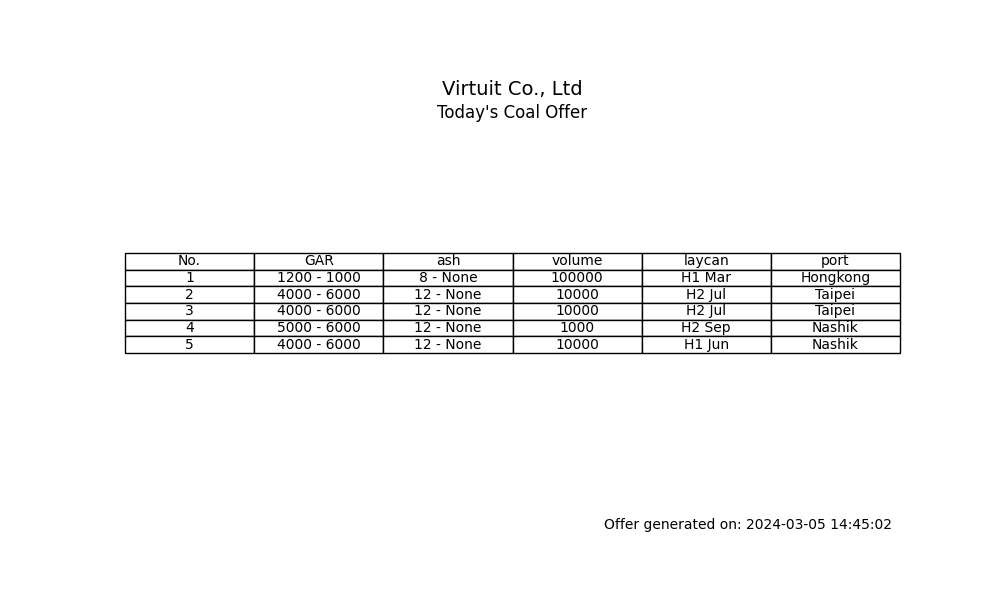 Virtuit Co., Ltd
Today's Coal Offer
No. GAR ash volume laycan port
1 1200 - 1000 8 - None 100000 H1 Mar Hongkong
2 4000 - 6000 12 - None 10000 H2 Jul Taipei
3 4000 - 6000 12 - None 10000 H2 Jul Taipei
4 5000 - 6000 12 - None 1000 H2 Sep Nashik
5 4000 - 6000 12 - None 10000 H1 Jun Nashik
Offer generated on: 2024-03-05 14:45:02